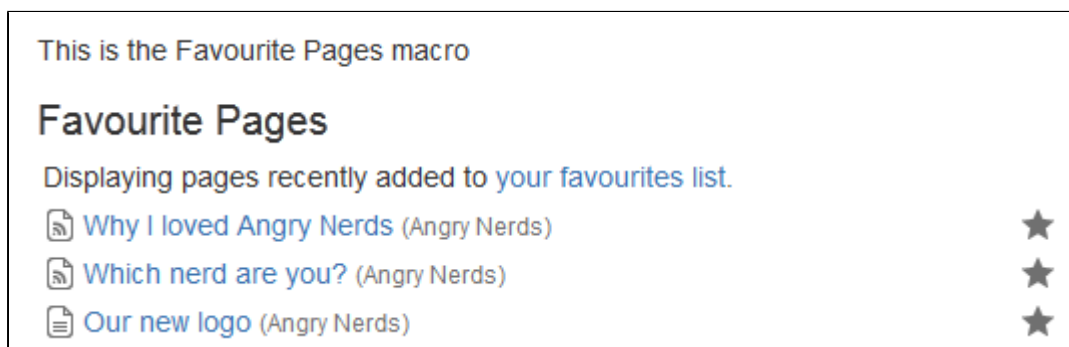 This is the Favourite Pages macro
Favourite Pages
Displaying pages recently added to your favourites list.
Why I loved Angry Nerds (Angry Nerds)
Which nerd are you? (Angry Nerds)
Our new logo (Angry Nerds)